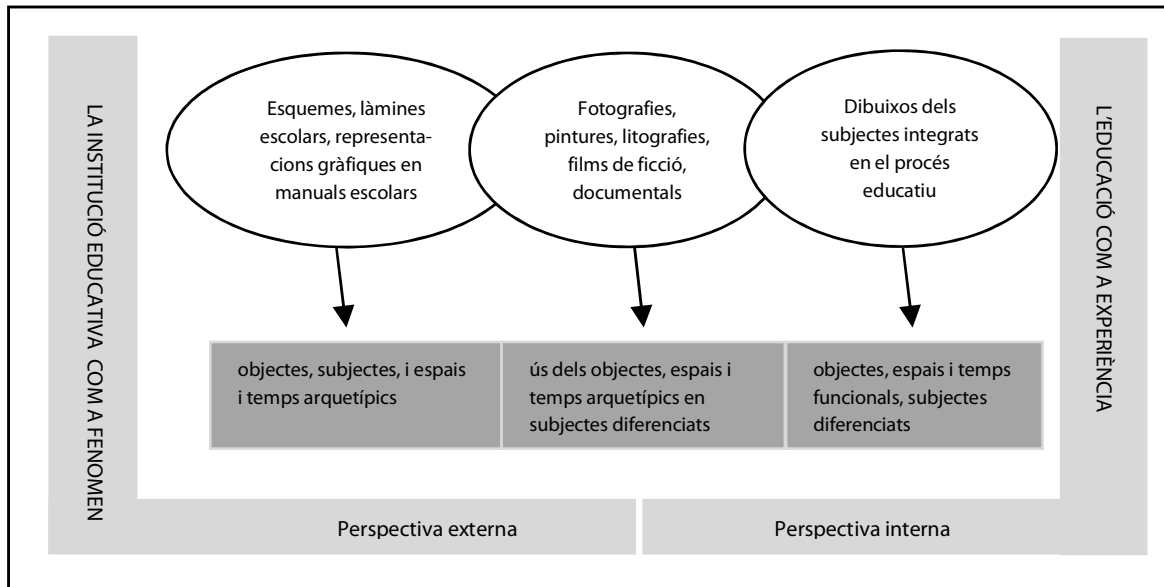 LA INSTITUCIÓ EDUCATIVA COM A FENOMEN
Esquemes, làmines
escolars, representa-
cions gràfiques en
manuals escolars
Fotografies,
pintures, litografies,
films de ficció,
documentals
Dibuixos dels
subjectes integrats
en el procés
educatiu
objectes, subjectes, i espais
i temps arquetípics
ús dels objectes, espais i
temps arquetípics en
subjectes diferenciats
objectes, espais i temps
funcionals, subjectes
diferenciats
L'EDUCACIÓ COM A EXPERIÈNCIA
Perspectiva externa
Perspectiva interna